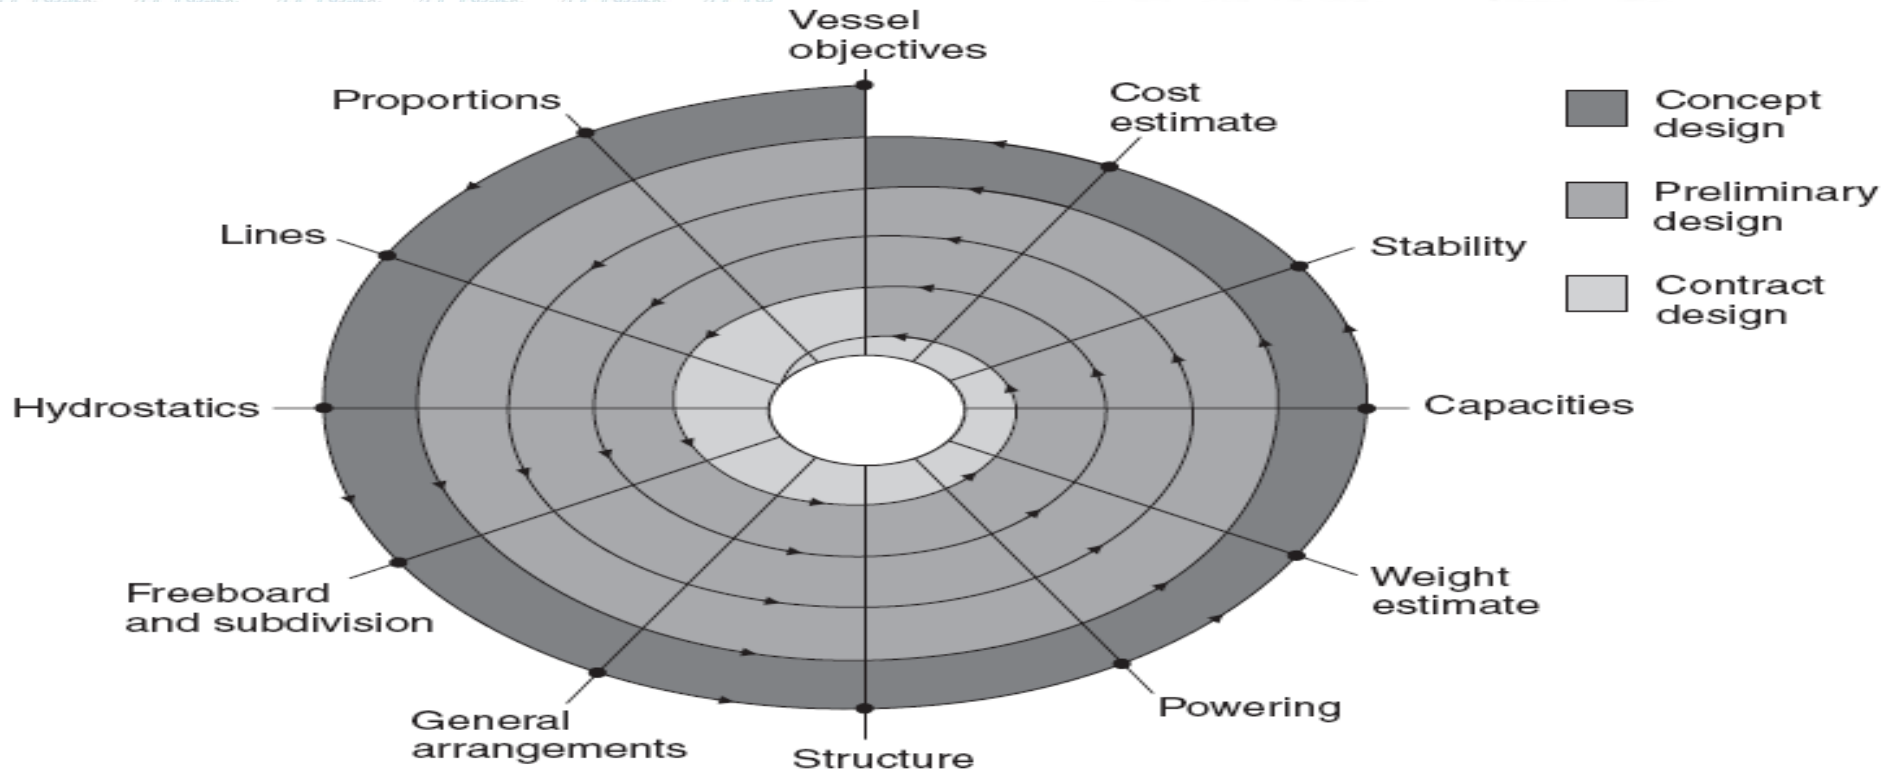 Vessel
objectives
Proportions
Cost
estimate
Concept
design
Lines
Stability
Preliminary
design
Contract
design
Hydrostatics
Capacities
Freeboard
and subdivision
Weight
estimate
General
arrangements
Structure
Powering